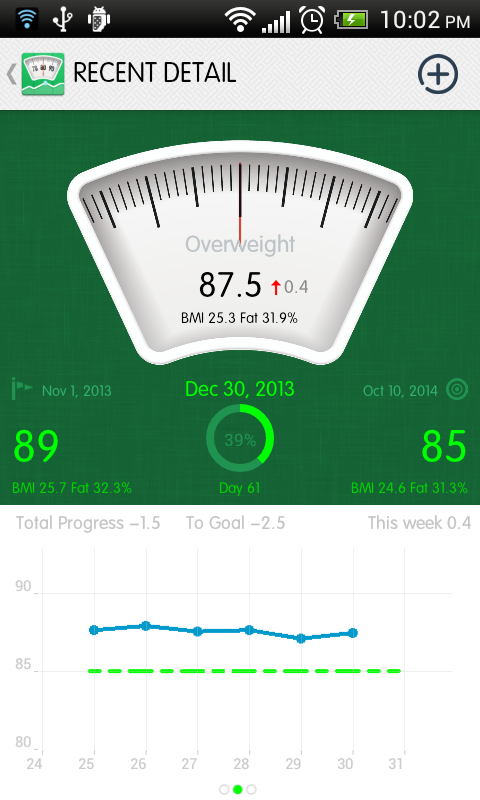 10:02 PM
RECENT DETAIL
70 80 90
Overweight
87.5 0.4
BMI 25.3 Fat 31.9%
Nov 1, 2013 Dec 30, 2013 Oct 10, 2014
89 39% 85
BMI 25.7 Fat 32.3% Day 61 BMI 24.6 Fat 31.3%
Total Progress −1.5 To Goal −2.5 This week 0.4
90
85
80
24 25 26 27 28 29 30 31